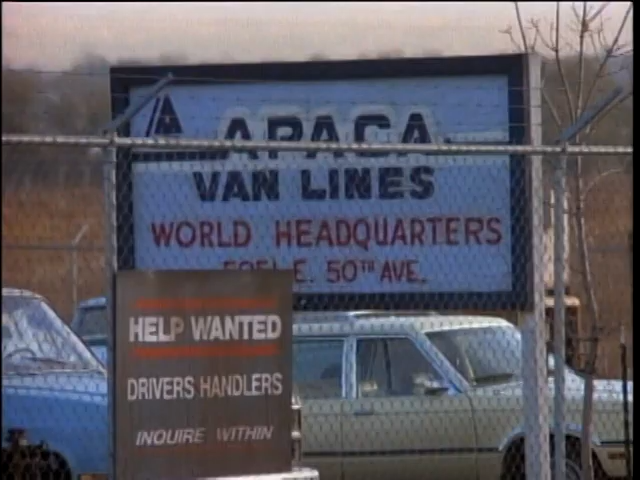 APACA
VAN LINES
WORLD HEADQUARTERS
E. 50TH AVE.
HELP WANTED
DRIVERS HANDLERS
INQUIRE WITHIN